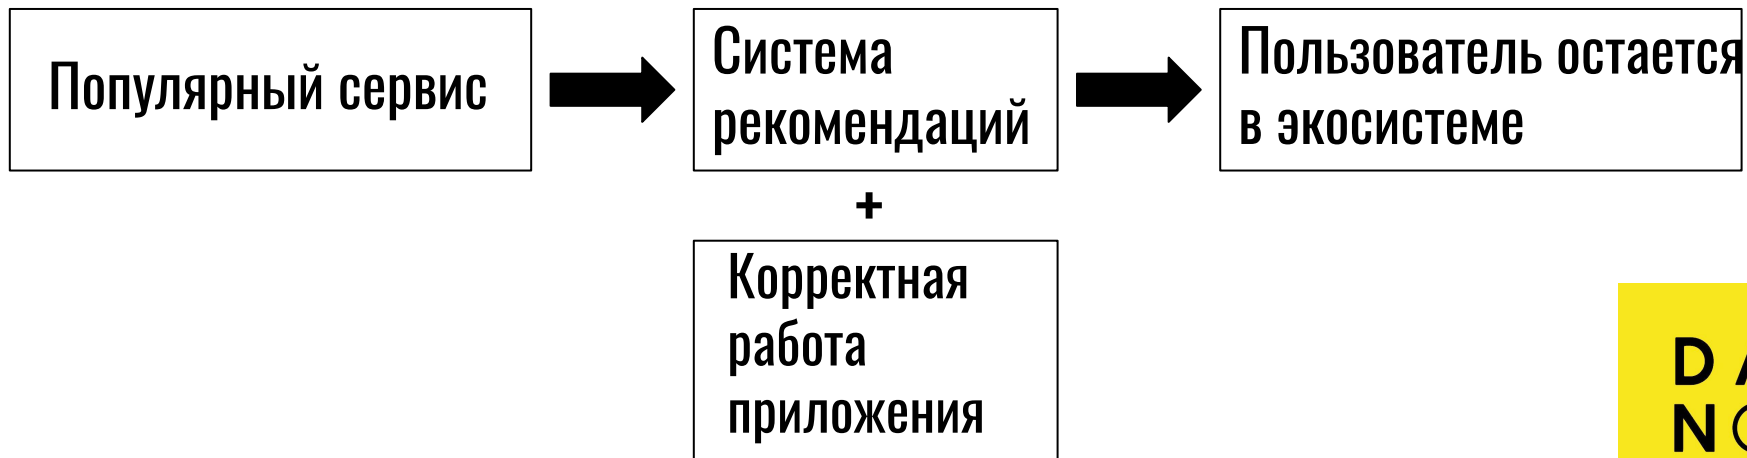 Популярный сервис
Система
рекомендаций
Пользователь остается
в экосистеме
+
Корректная
работа
приложения
D
N